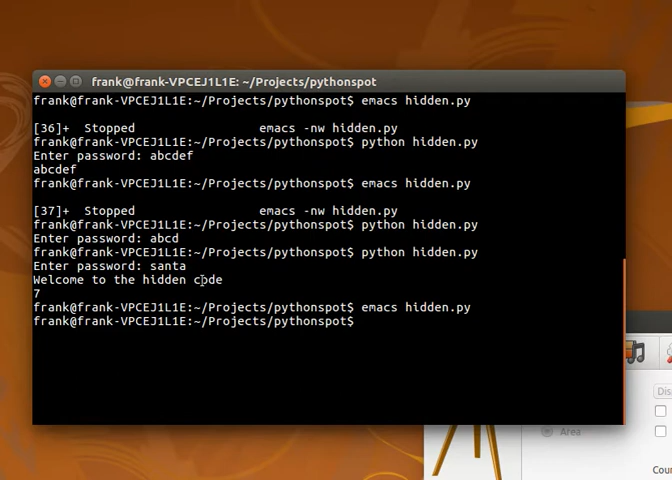 frank@frank-VPCEJ1L1E: ~/Projects/pythonspot
frank@frank-VPCEJ1L1E:~/Projects/pythonspot$ emacs hidden.py
[36]+  Stopped                 emacs -nw hidden.py
frank@frank-VPCEJ1L1E:~/Projects/pythonspot$ python hidden.py
Enter password: abcdef
abcdef
frank@frank-VPCEJ1L1E:~/Projects/pythonspot$ emacs hidden.py
[37]+  Stopped                 emacs -nw hidden.py
frank@frank-VPCEJ1L1E:~/Projects/pythonspot$ python hidden.py
Enter password: abcd
frank@frank-VPCEJ1L1E:~/Projects/pythonspot$ python hidden.py
Enter password: santa
Welcome to the hidden code
7
frank@frank-VPCEJ1L1E:~/Projects/pythonspot$ emacs hidden.py
frank@frank-VPCEJ1L1E:~/Projects/pythonspot$
Area